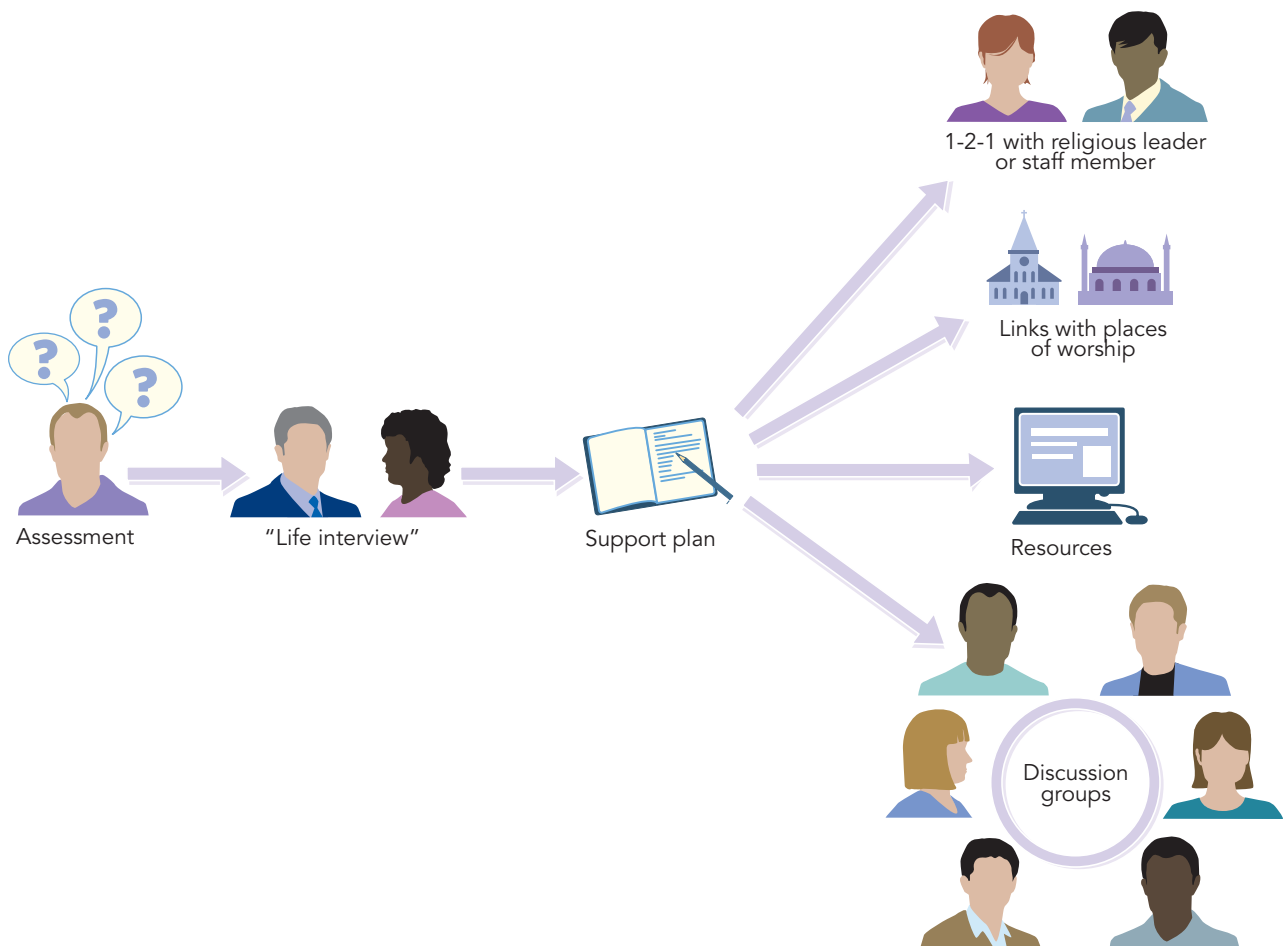 1-2-1 with religious leader
or staff member
Links with places
of worship
?
?
?
Assessment
“Life interview”
Support plan
Resources
Discussion
groups